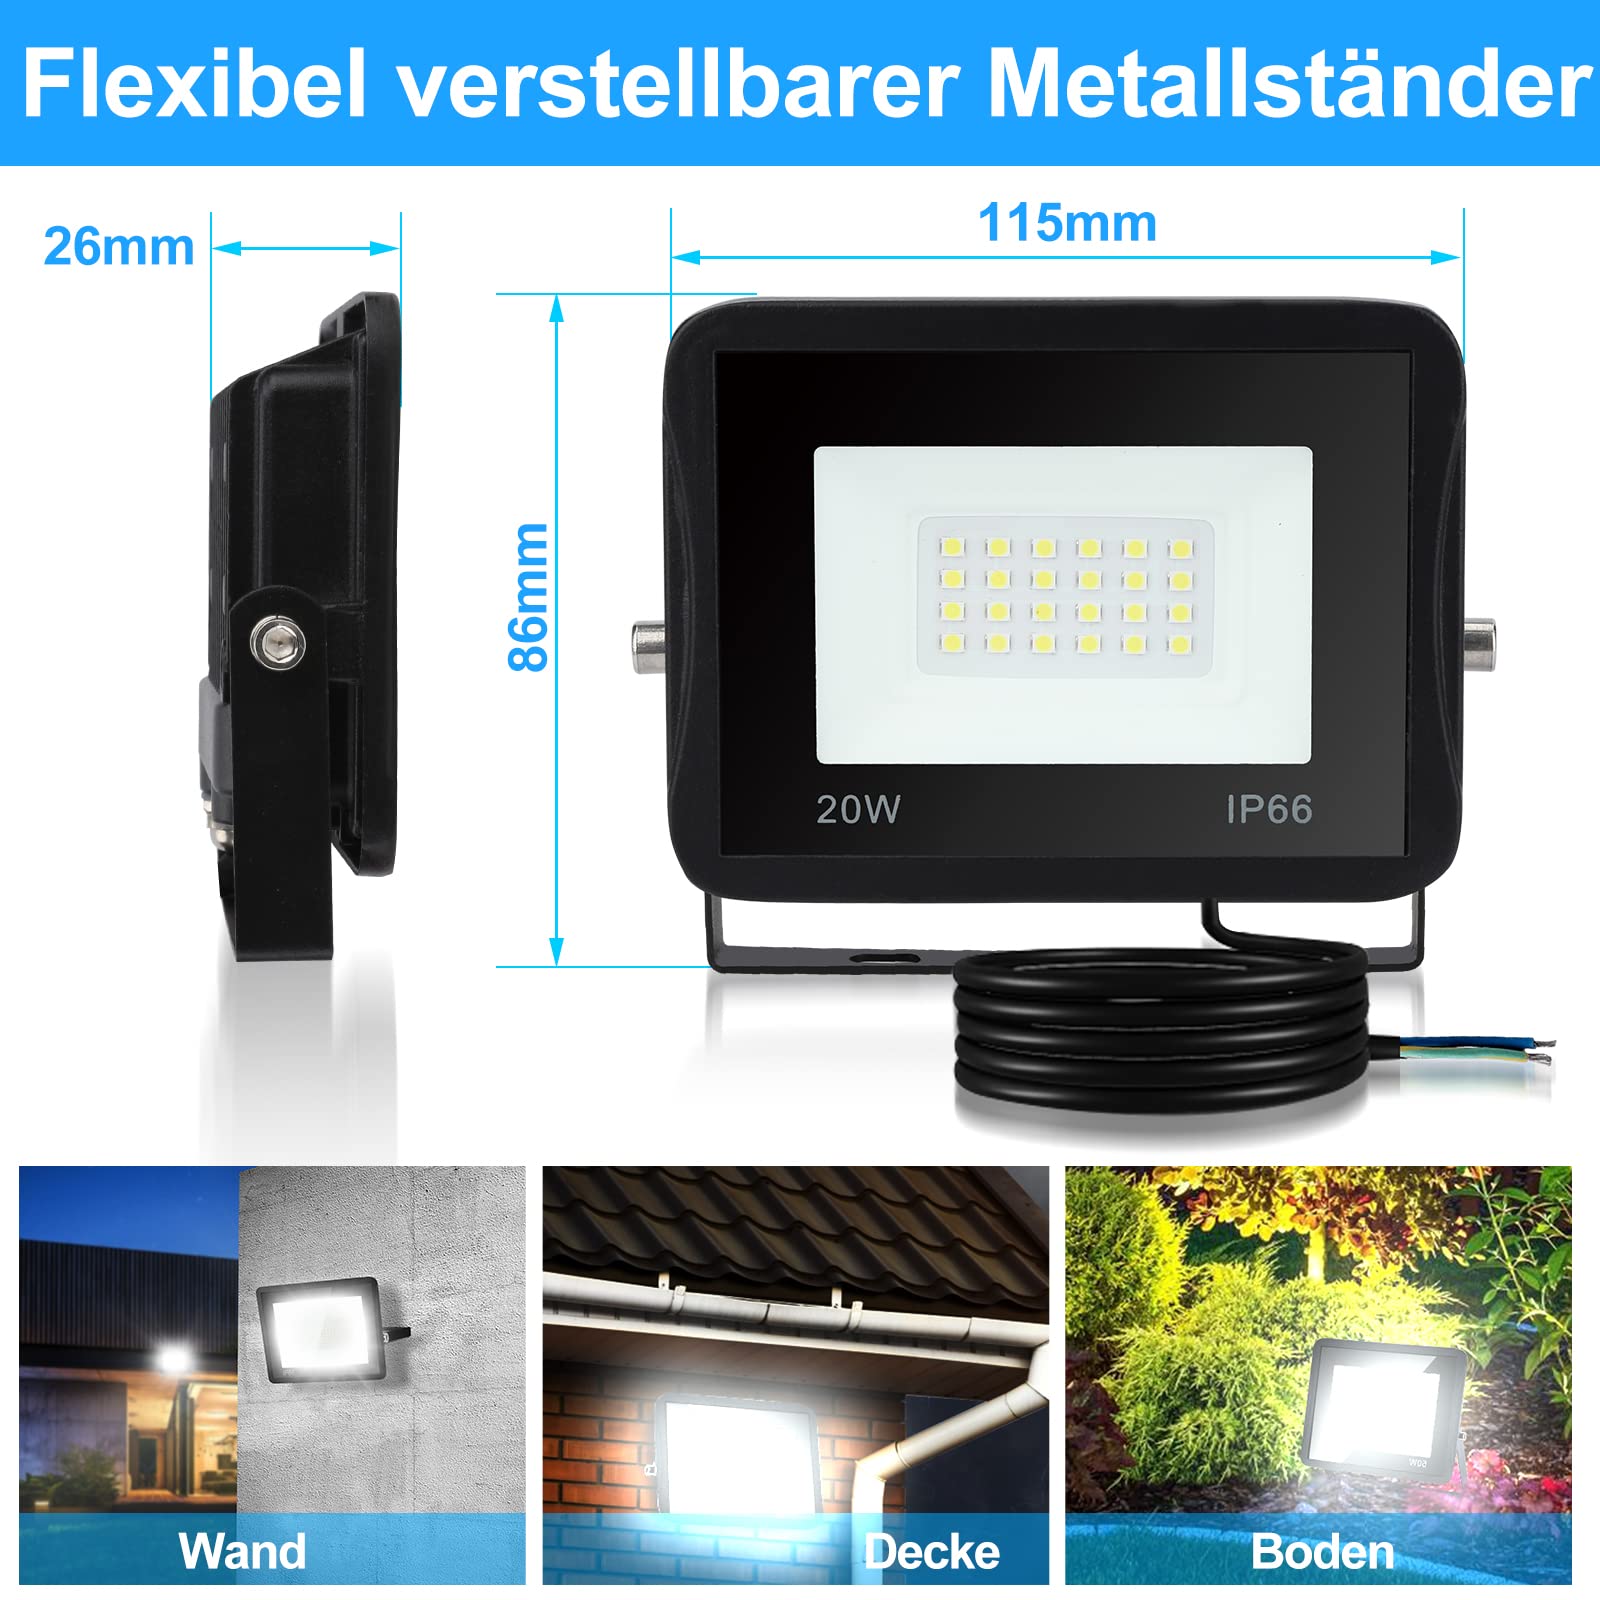 Flexibel verstellbarer Metallständer
26mm
115mm
86mm
20W
IP66
Wand
Decke
Boden